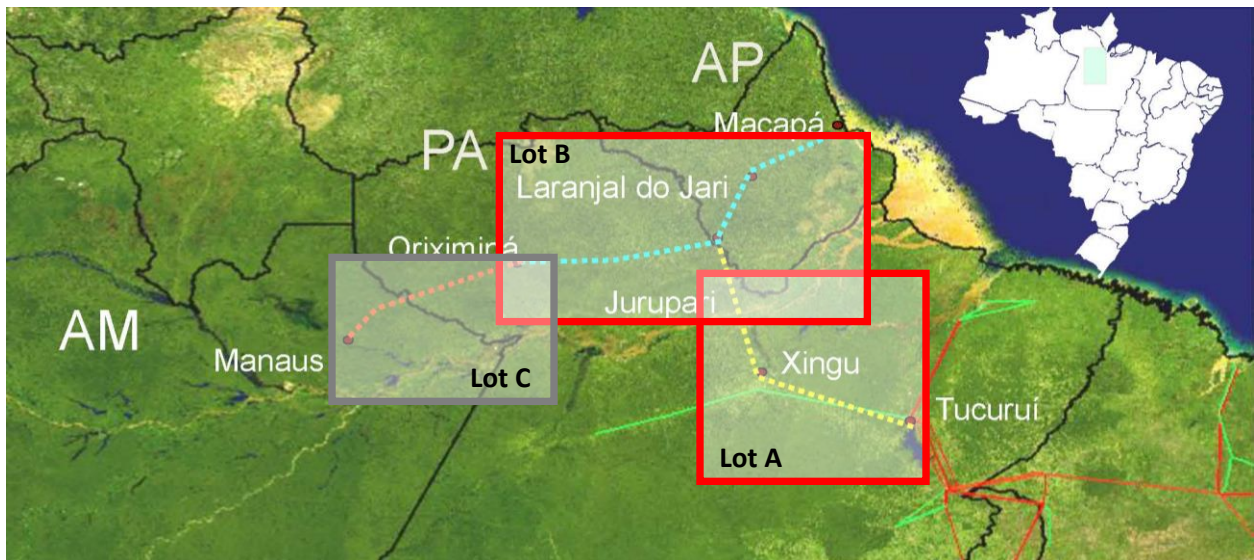 AP
Macapá
PA
Lot B
Laranjal do Jari
Oriximiná
Jurupari
AM
Manaus
Lot C
Xingu
Tucuruí
Lot A